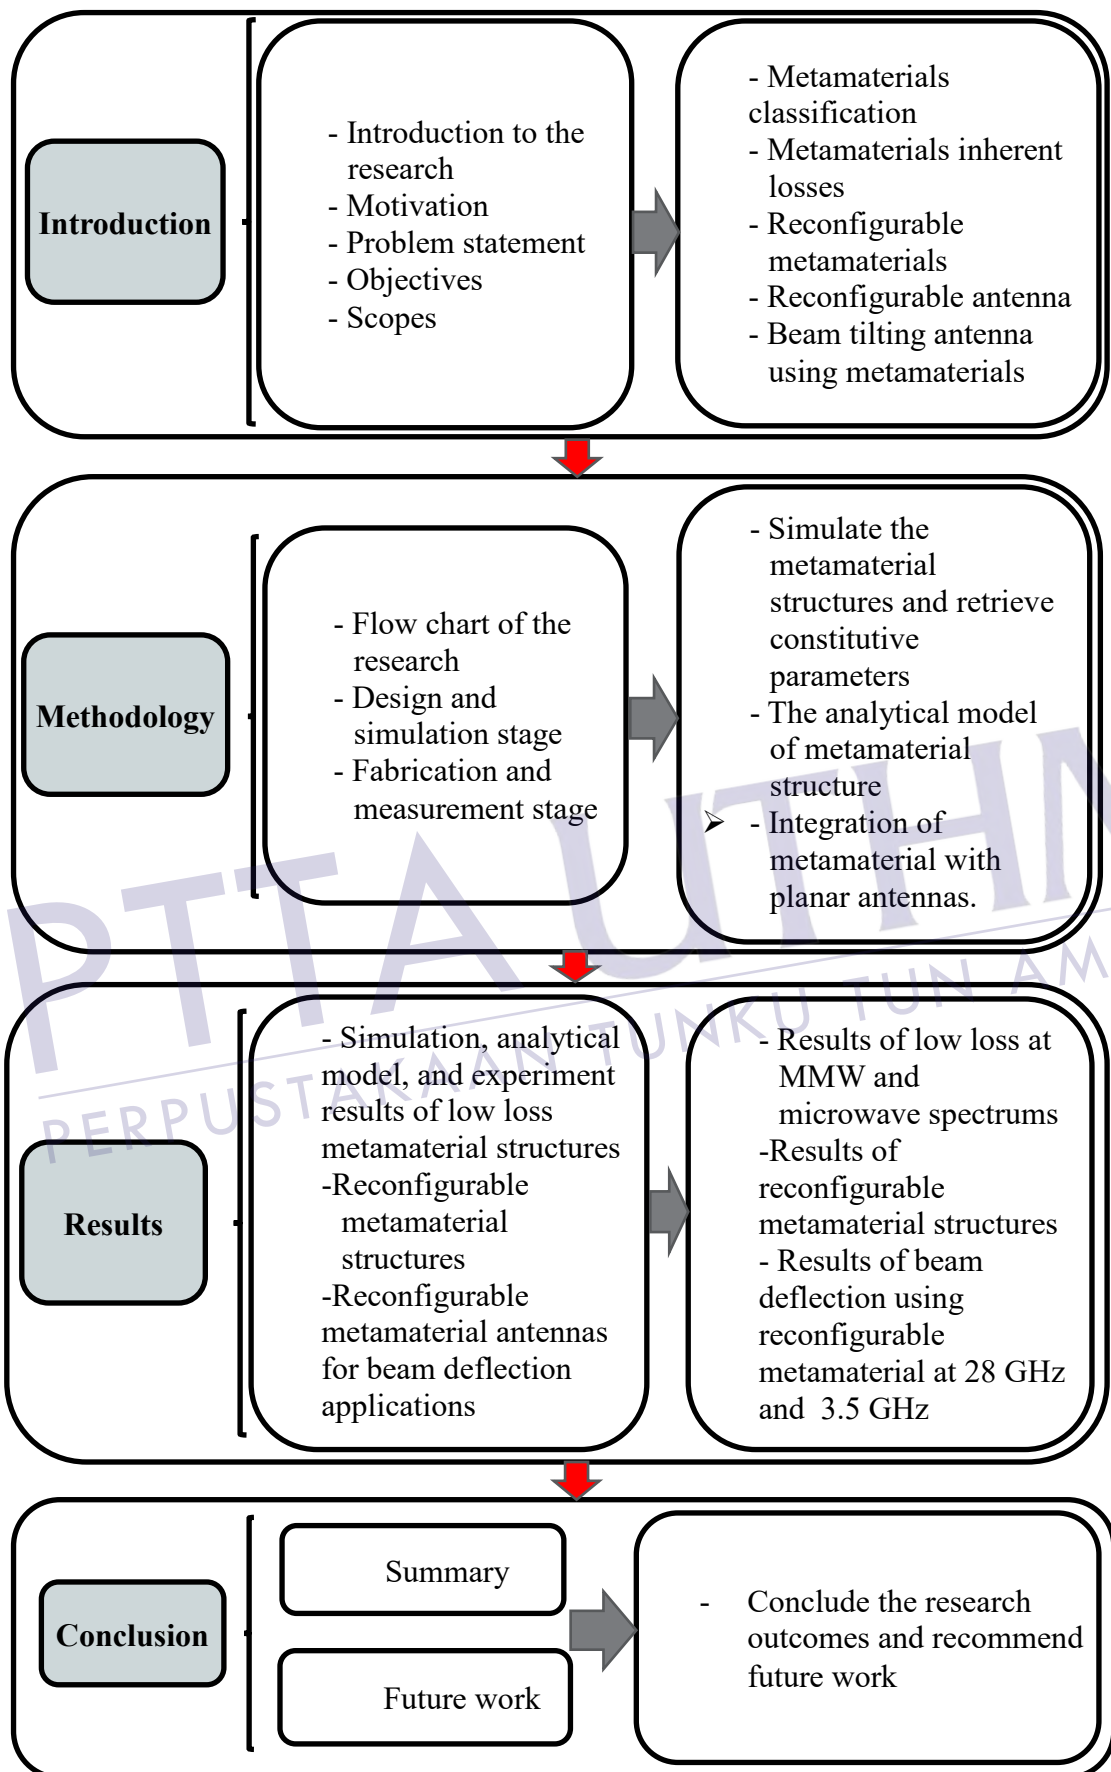 Introduction
- Introduction to the
research
- Motivation
- Problem statement
- Objectives
- Scopes
- Metamaterials
classification
- Metamaterials inherent
losses
- Reconfigurable
metamaterials
- Reconfigurable antenna
- Beam tilting antenna
using metamaterials
Methodology
- Flow chart of the
research
- Design and
simulation stage
- Fabrication and
measurement stage
- Simulate the
metamaterial
structures and retrieve
constitutive
parameters
- The analytical model
of metamaterial
structure
➢ - Integration of
metamaterial with
planar antennas.
PTTA UTHM
PERPUSTAKAAN TUNKU TUN AM
Results
- Simulation, analytical
model, and experiment
results of low loss
metamaterial structures
-Reconfigurable
metamaterial
structures
-Reconfigurable
metamaterial antennas
for beam deflection
applications
- Results of low loss at
MMW and
microwave spectrums
-Results of
reconfigurable
metamaterial structures
- Results of beam
deflection using
reconfigurable
metamaterial at 28 GHz
and 3.5 GHz
Conclusion
Summary
Future work
- Conclude the research
outcomes and recommend
future work